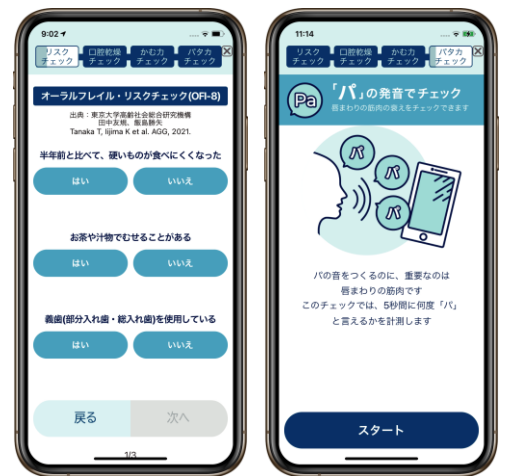 9:02
リスク
チェック
口腔乾燥
チェック
かむ力
チェック
パタカ
チェック
オーラルフレイル・リスクチェック(OFI-8)
出典：東京大学高齢社会総合研究機構
田中友規、飯島勝矢
Tanaka T, Iijima K et al. AGG, 2021.
半年前と比べて、硬いものが食べにくくなった
はい
いいえ
お茶や汁物でむせることがある
はい
いいえ
義歯(部分入れ歯・総入れ歯)を使用している
はい
いいえ
戻る
次へ
1/3
11:14
リスク
チェック
口腔乾燥
チェック
かむ力
チェック
パタカ
チェック
Pa
「パ」の発音でチェック
唇まわりの筋肉の衰えをチェックできます
パ
パ
パ
パの音をつくるのに、重要なのは
唇まわりの筋肉です
このチェックでは、5秒間に何度「パ」
と言えるかを計測します
スタート